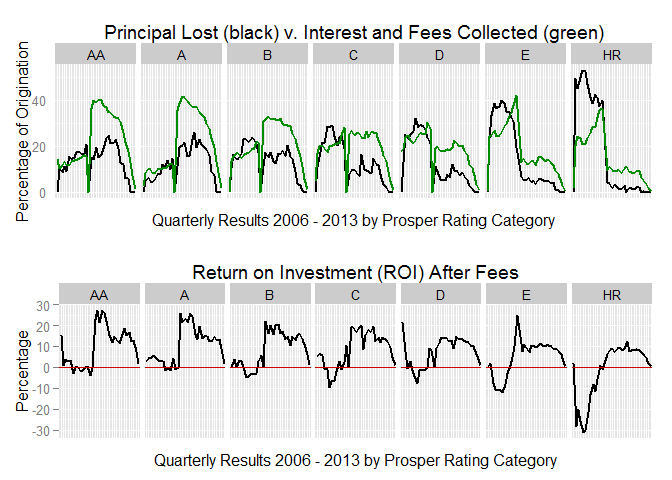 Principal Lost (black) v. Interest and Fees Collected (green)
AA A B C D E HR
Percentage of Origination
40
20
0
Quarterly Results 2006 - 2013 by Prosper Rating Category
Return on Investment (ROI) After Fees
AA A B C D E HR
Percentage
30
20
10
0
-10
-20
-30
Quarterly Results 2006 - 2013 by Prosper Rating Category